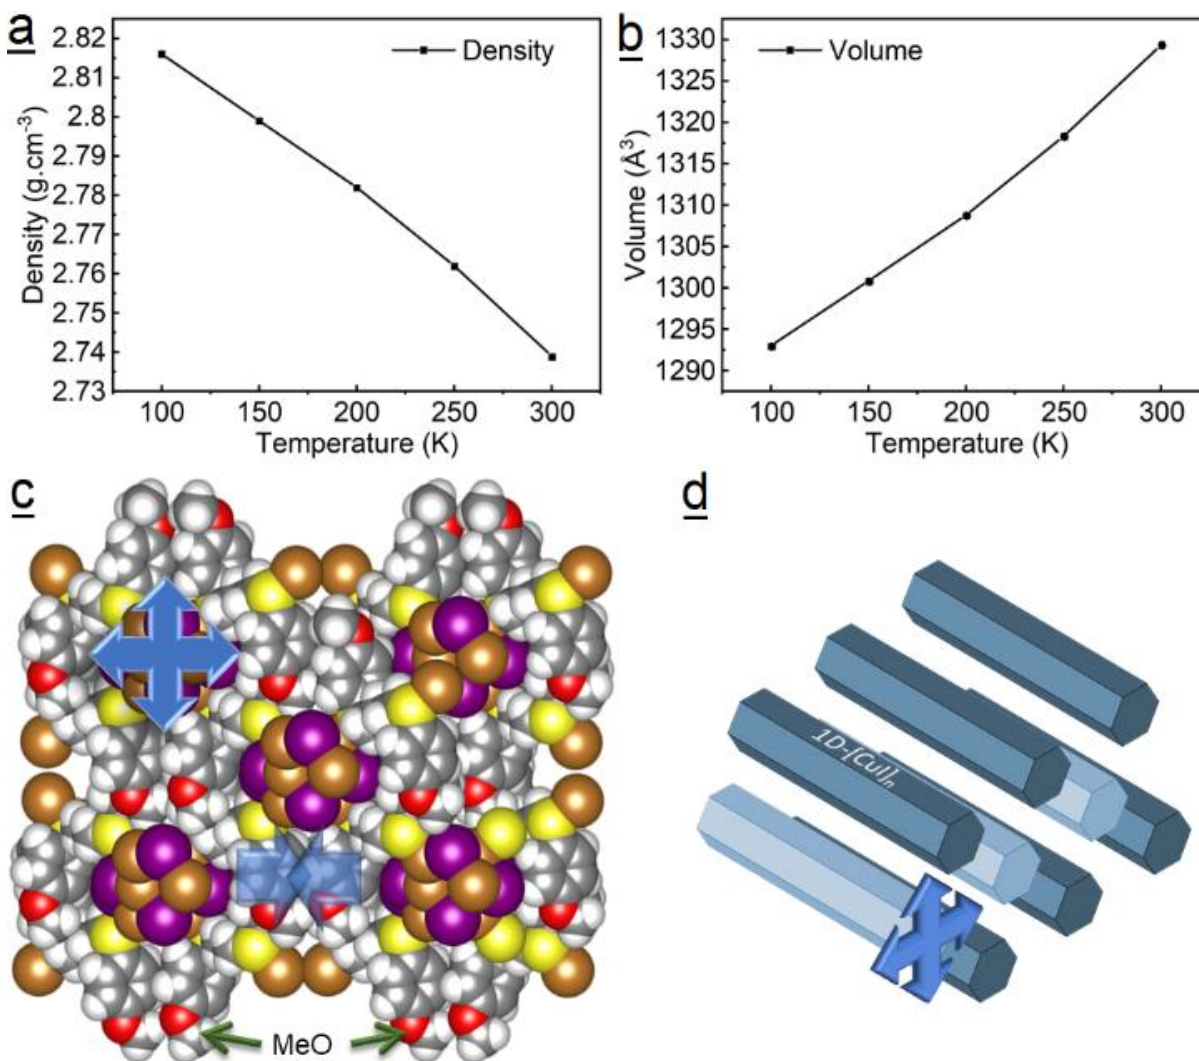 a
2.82
2.81
2.8
2.79
2.78
2.77
2.76
2.75
2.74
2.73
Density (g.cm⁻³)
Density
100 150 200 250 300
Temperature (K)
b
1330
1325
1320
1315
1310
1305
1300
1295
1290
Volume (Å³)
Volume
100 150 200 250 300
Temperature (K)
c
MeO
d
1D-[CuI]ₙ